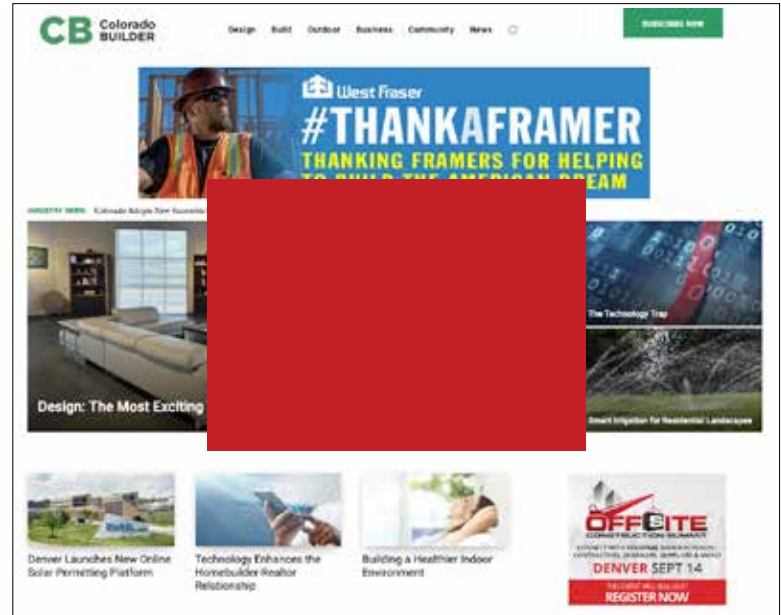 CB Colorado
BUILDER
Design Build Outdoor Business Community News
SUBSCRIBE NOW
West Fraser
#THANKAFRAMER
THANKING FRAMERS FOR HELPING
TO BUILD THE AMERICAN DREAM
INDUSTRY NEWS Colorado Adopts New
Design: The Most Exciting
The Technology Trap
Smart Irrigation for Residential Landscapes
Denver Launches New Online
Solar Permitting Platform
Technology Enhances the
Homebuilder-Realtor
Relationship
Building a Healthier Indoor
Environment
OFFSITE
CONSTRUCTION SUMMIT
DENVER SEPT 14
REGISTER NOW